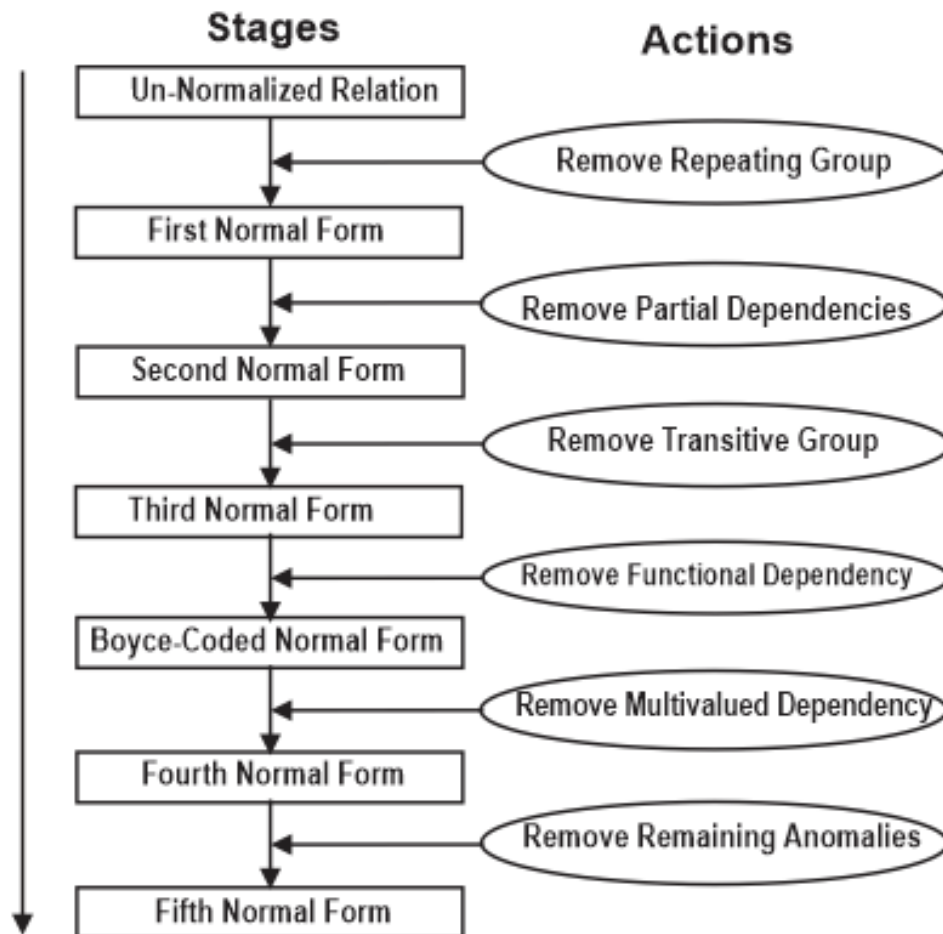 Stages
Actions
Un-Normalized Relation
Remove Repeating Group
First Normal Form
Remove Partial Dependencies
Second Normal Form
Remove Transitive Group
Third Normal Form
Remove Functional Dependency
Boyce-Coded Normal Form
Remove Multivalued Dependency
Fourth Normal Form
Remove Remaining Anomalies
Fifth Normal Form